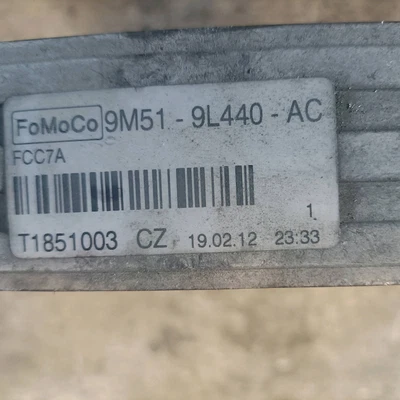 FoMoCo 9M51 - 9L440 - AC
FCC7A
1.
T1851003 CZ 19.02.12 23:33